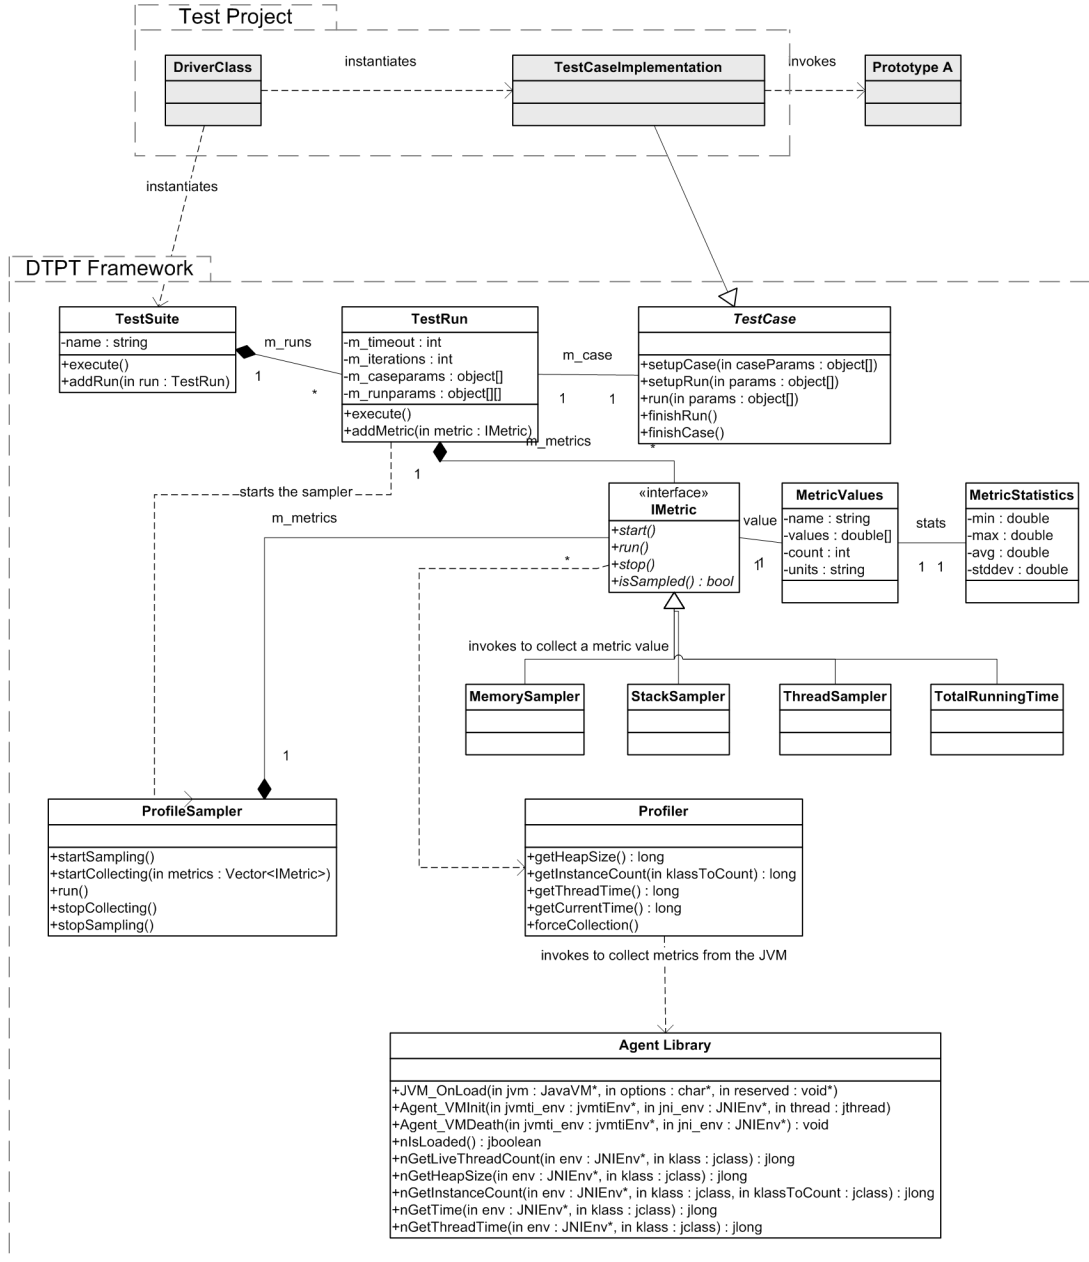 Test Project
DriverClass
instantiates
TestCaseImplementation
invokes
Prototype A
instantiates
DTPT Framework
TestSuite
-name : string
+execute()
+addRun(in run : TestRun)
m_runs
1
*
TestRun
-m_timeout : int
-m_iterations : int
-m_caseparams : object[]
-m_runparams : object[][]
+execute()
+addMetric(in metric : IMetric)
m_case
1
1
TestCase
+setupCase(in caseParams : object[])
+setupRun(in params : object[])
+run(in params : object[])
+finishRun()
+finishCase()
m_metrics
1
*
starts the sampler
m_metrics
*
1
«interface»
IMetric
+start()
+run()
+stop()
+isSampled() : bool
value
1
1
MetricValues
-name : string
-values : double[]
-count : int
-units : string
stats
1
1
MetricStatistics
-min : double
-max : double
-avg : double
-stddev : double
invokes to collect a metric value
MemorySampler
StackSampler
ThreadSampler
TotalRunningTime
ProfileSampler
+startSampling()
+startCollecting(in metrics : Vector<IMetric>)
+run()
+stopCollecting()
+stopSampling()
Profiler
+getHeapSize() : long
+getInstanceCount(in klassToCount) : long
+getThreadTime() : long
+getCurrentTime() : long
+forceCollection()
invokes to collect metrics from the JVM
Agent Library
+JVM_OnLoad(in jvm : JavaVM*, in options : char*, in reserved : void*)
+Agent_VMInit(in jvmti_env : jvmtiEnv*, in jni_env : JNIEnv*, in thread : jthread)
+Agent_VMDeath(in jvmti_env : jvmtiEnv*, in jni_env : JNIEnv*) : void
+nIsLoaded() : jboolean
+nGetLiveThreadCount(in env : JNIEnv*, in klass : jclass) : jlong
+nGetHeapSize(in env : JNIEnv*, in klass : jclass) : jlong
+nGetInstanceCount(in env : JNIEnv*, in klass : jclass, in klassToCount : jclass) : jlong
+nGetTime(in env : JNIEnv*, in klass : jclass) : jlong
+nGetThreadTime(in env : JNIEnv*, in klass : jclass) : jlong